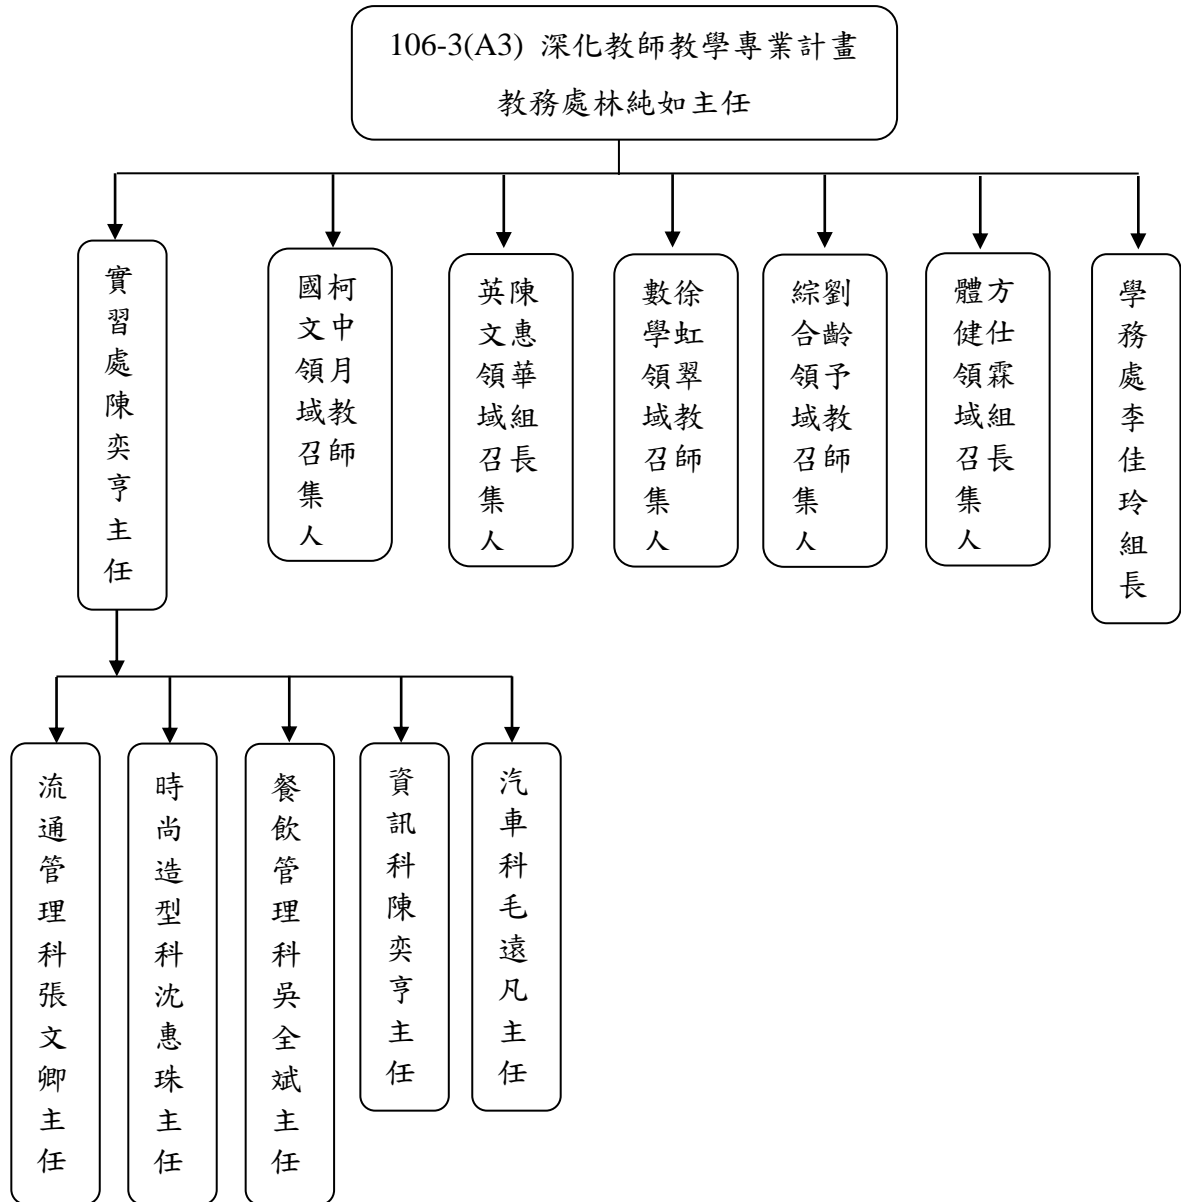 106-3(A3) 深化教師教學專業計畫
教務處林純如主任
實習處陳奕亨主任
國文領域召集人
柯中月教師
英文領域召集人
陳惠華組長
數學領域召集人
徐虹翠教師
綜合領域召集人
劉齡予教師
體健領域召集人
方仕霖組長
學務處李佳玲組長
流通管理科張文卿主任
時尚造型科沈惠珠主任
餐飲管理科吳全斌主任
資訊科陳奕亨主任
汽車科毛遠凡主任